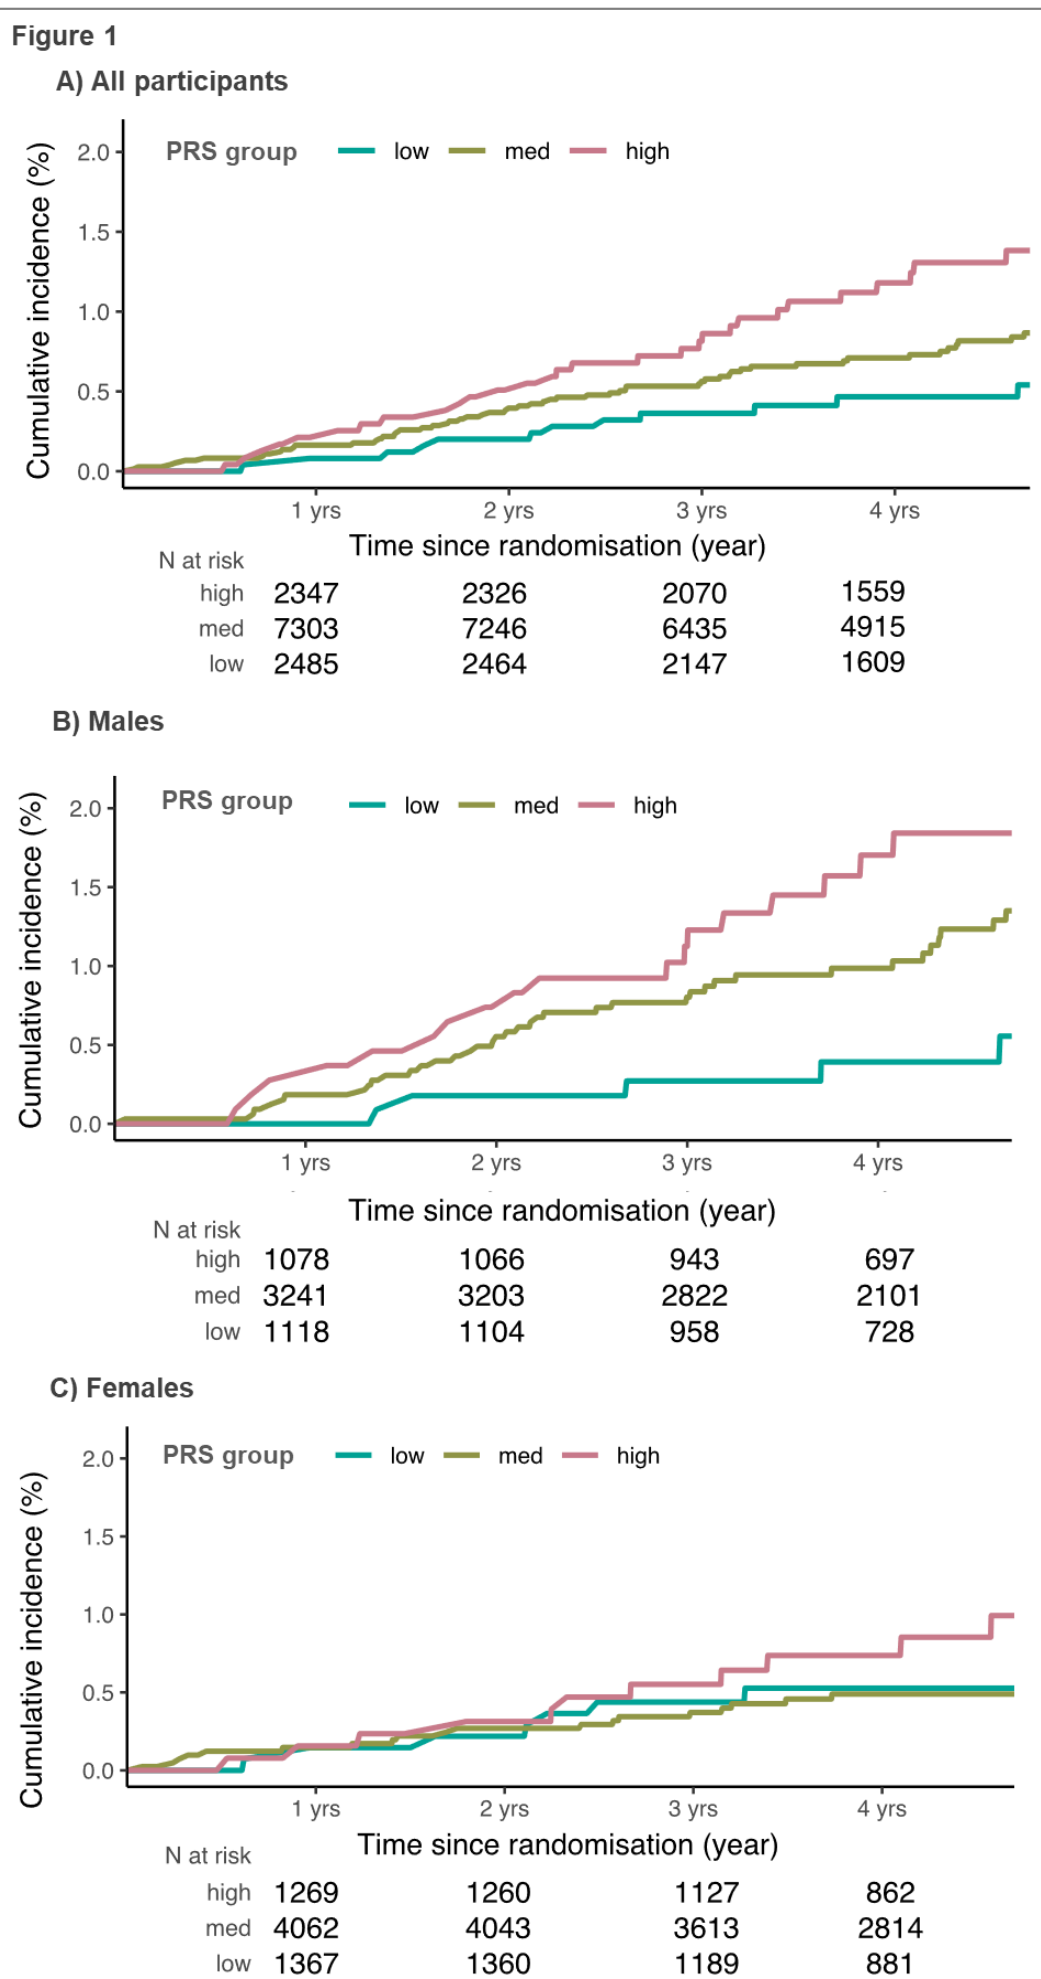 Figure 1
A) All participants
PRS group low med high
Cumulative incidence (%)
2.0
1.5
1.0
0.5
0.0
1 yrs 2 yrs 3 yrs 4 yrs
Time since randomisation (year)
N at risk
high 2347 2326 2070 1559
med 7303 7246 6435 4915
low 2485 2464 2147 1609
B) Males
PRS group low med high
Cumulative incidence (%)
2.0
1.5
1.0
0.5
0.0
1 yrs 2 yrs 3 yrs 4 yrs
Time since randomisation (year)
N at risk
high 1078 1066 943 697
med 3241 3203 2822 2101
low 1118 1104 958 728
C) Females
PRS group low med high
Cumulative incidence (%)
2.0
1.5
1.0
0.5
0.0
1 yrs 2 yrs 3 yrs 4 yrs
Time since randomisation (year)
N at risk
high 1269 1260 1127 862
med 4062 4043 3613 2814
low 1367 1360 1189 881